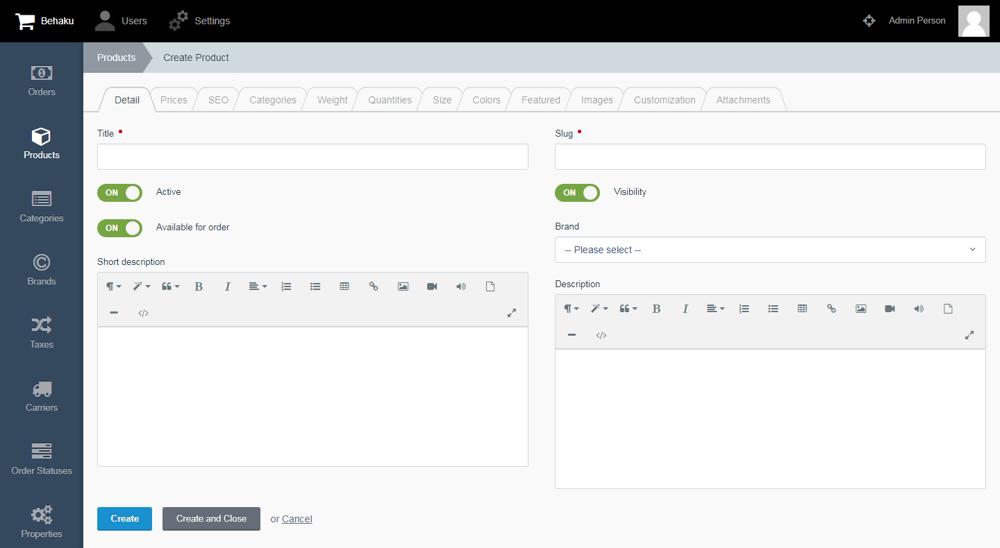 Behaku Users Settings Admin Person
Products Create Product
Orders
Products
Categories
Brands
Taxes
Carriers
Order Statuses
Properties
Detail Prices SEO Categories Weight Quantities Size Colors Featured Images Customization Attachments
Title
Slug
ON Active
ON Visibility
ON Available for order
Brand
-- Please select --
Short description
Description
Create Create and Close or Cancel